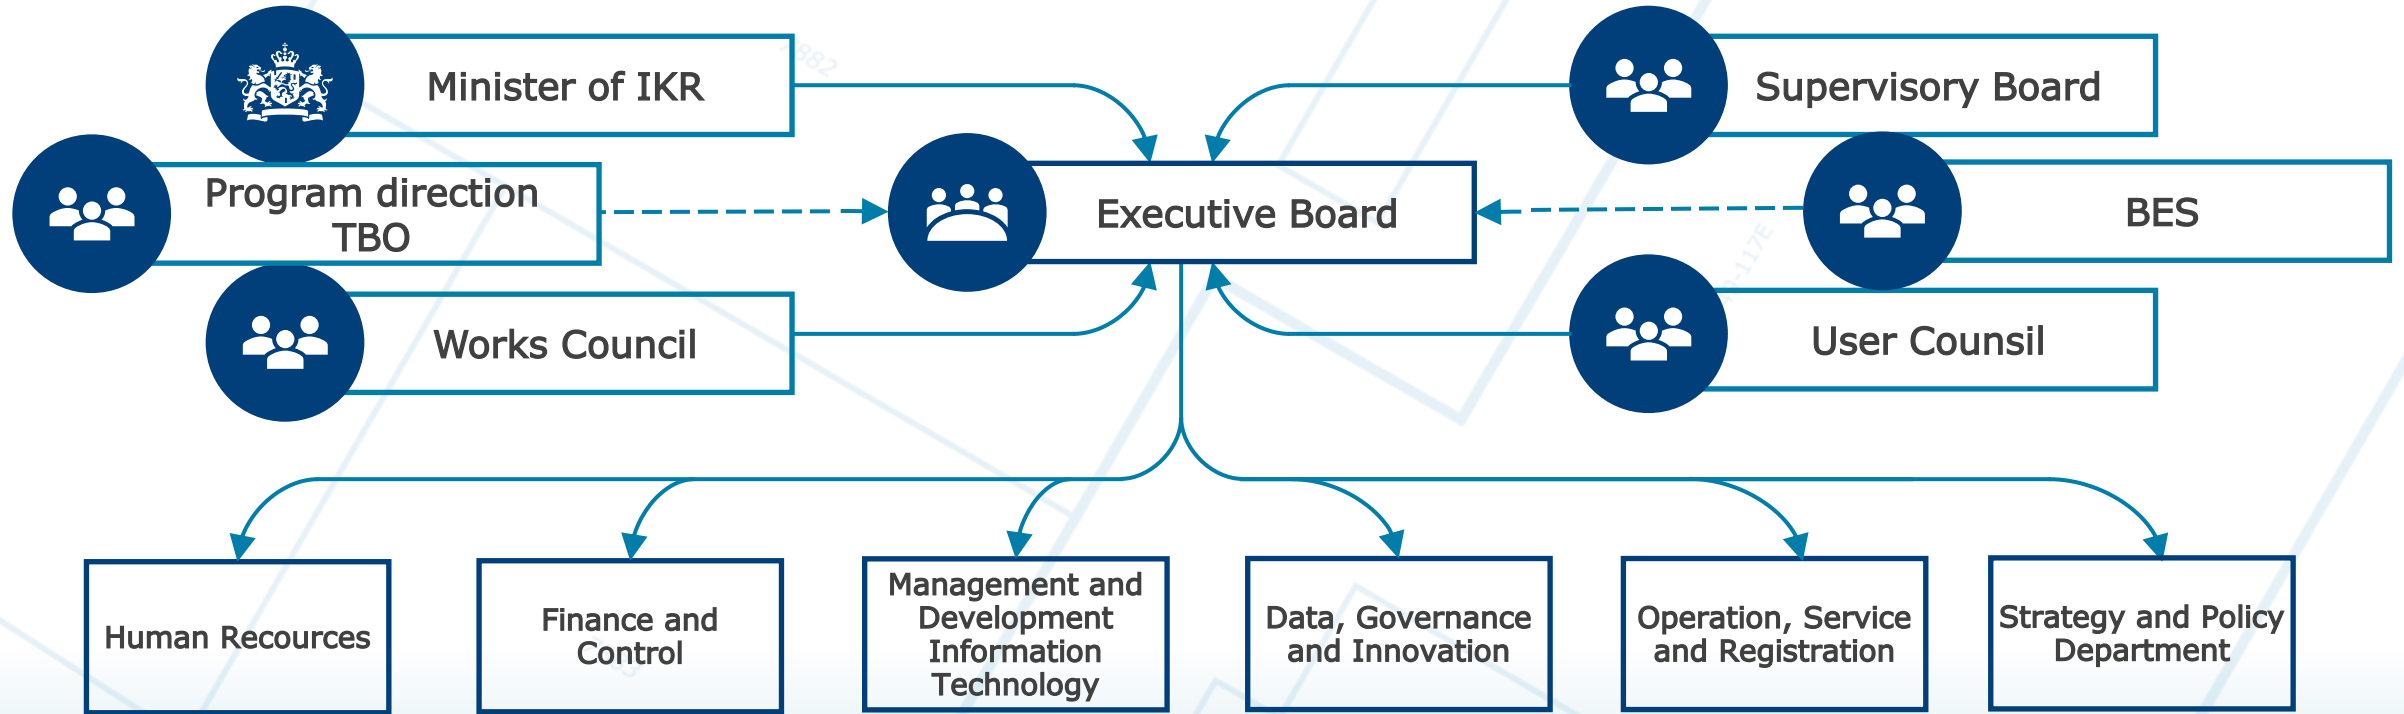 Minister of IKR
Supervisory Board
Program direction
TBO
Executive Board
BES
Works Council
User Counsil
Human Recources
Finance and
Control
Management and
Development
Information
Technology
Data, Governance
and Innovation
Operation, Service
and Registration
Strategy and Policy
Department